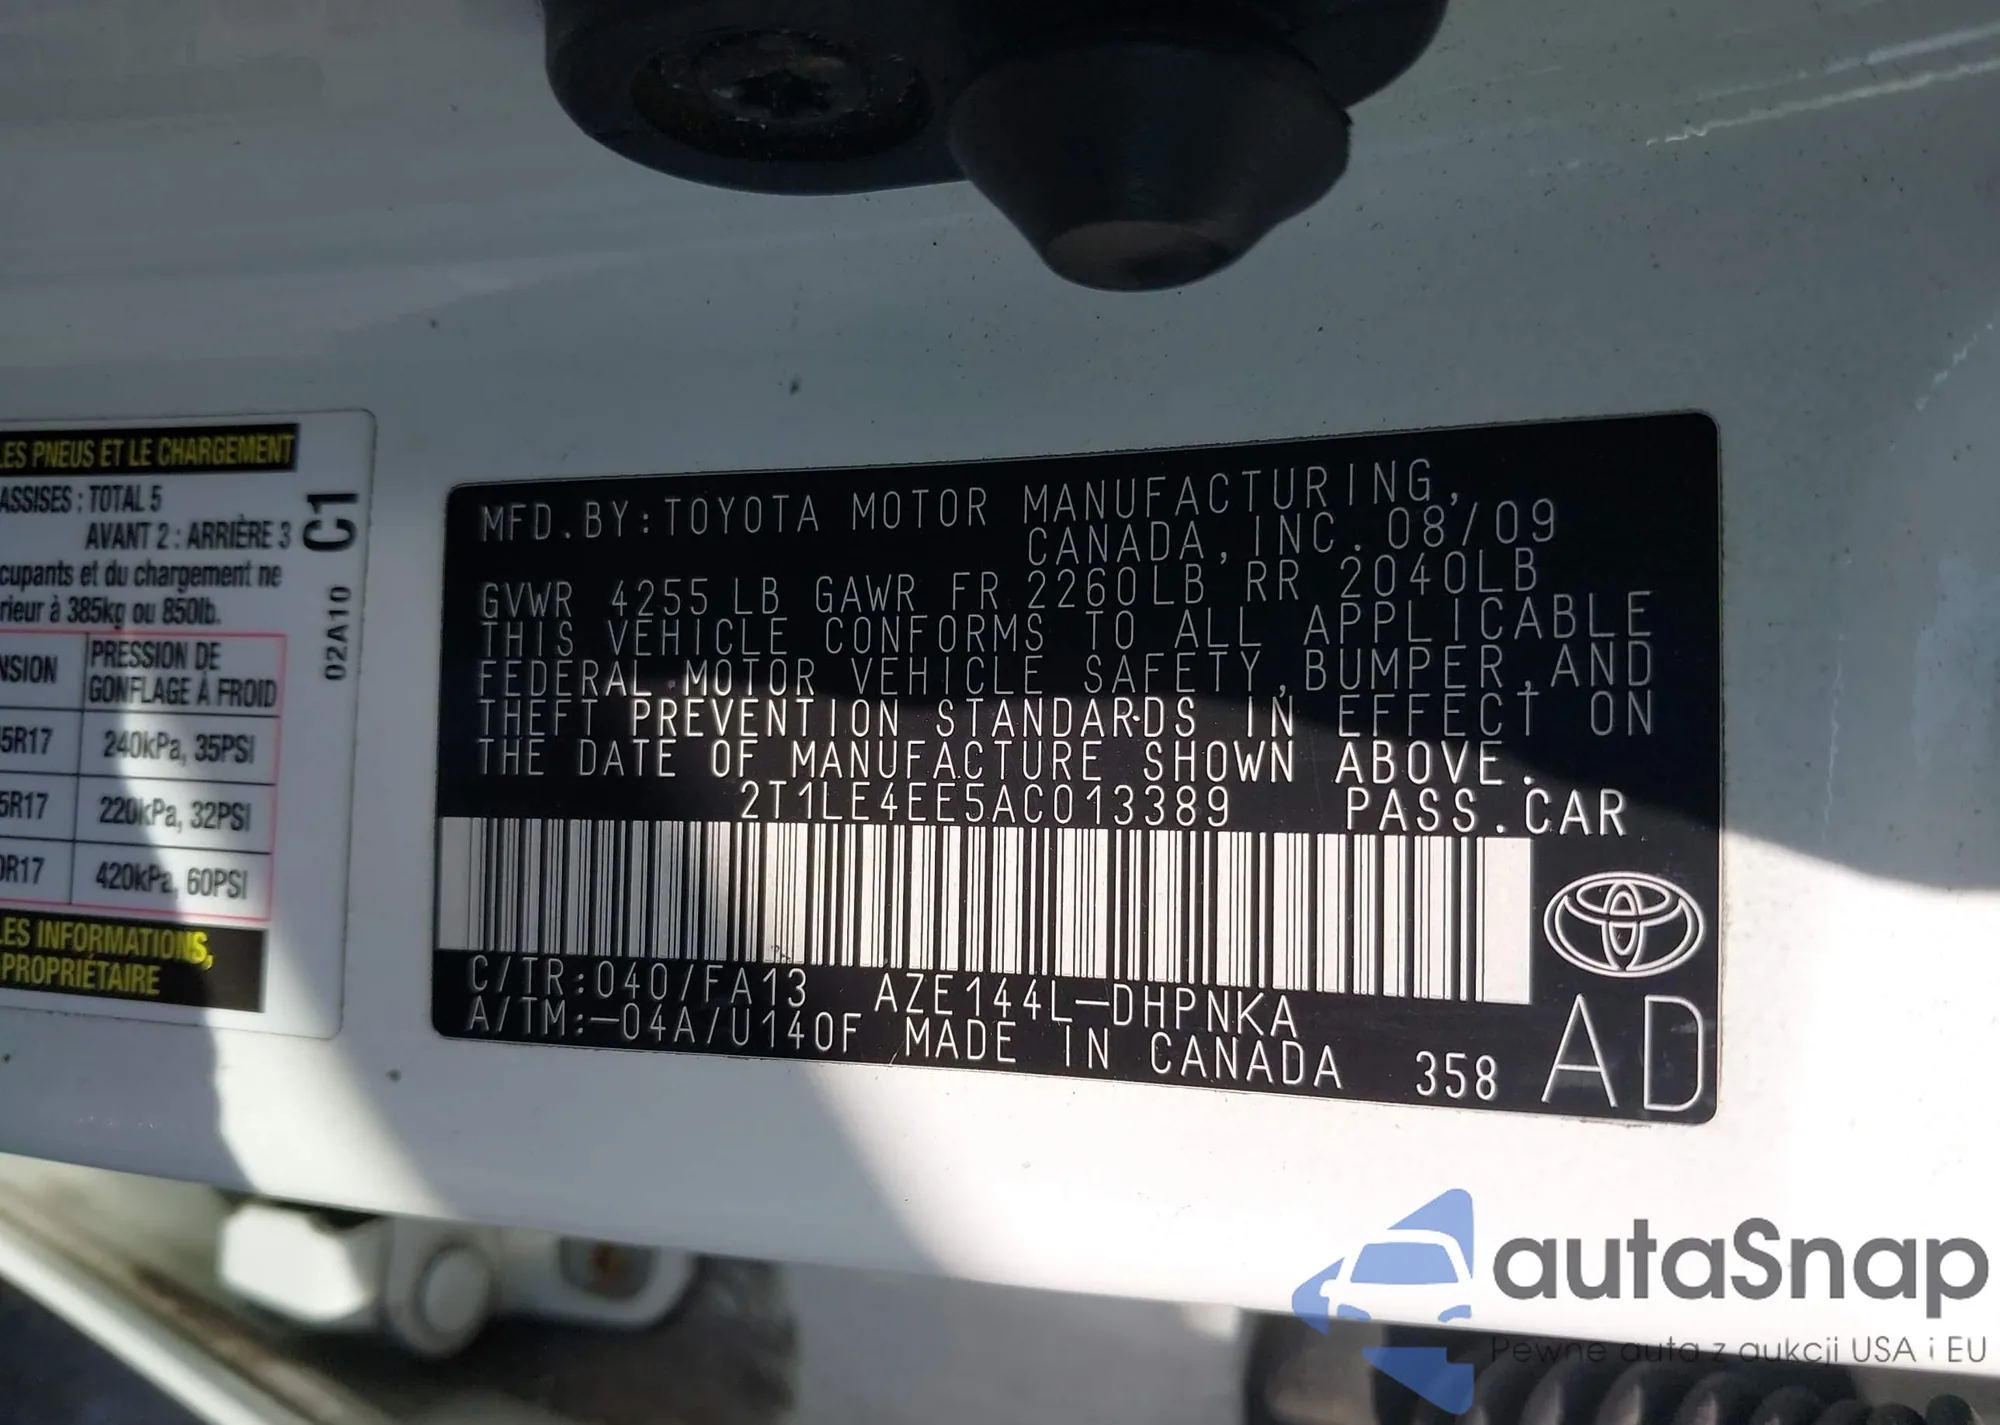 LES PNEUS ET LE CHARGEMENT
ASSISES : TOTAL 5
AVANT 2 : ARRIÈRE 3
C1
cupants et du chargement ne
rieur à 385kg ou 850lb.
02A10
NSION
PRESSION DE
GONFLAGE À FROID
5R17 240kPa, 35PSI
5R17 220kPa, 32PSI
0R17 420kPa, 60PSI
LES INFORMATIONS,
PROPRIÉTAIRE
MFD.BY:TOYOTA MOTOR MANUFACTURING,
CANADA,INC. 08/09
GVWR 4255LB GAWR FR 2260LB RR 2040LB
THIS VEHICLE CONFORMS TO ALL APPLICABLE
FEDERAL MOTOR VEHICLE SAFETY,BUMPER,AND
THEFT PREVENTION STANDARDS IN EFFECT ON
THE DATE OF MANUFACTURE SHOWN ABOVE.
2T1LE4EE5AC013389 PASS.CAR
C/TR:040/FA13 AZE144L-DHPNKA
A/TM:-04A/U140F MADE IN CANADA 358 AD
autaSnap
Pewne auta z aukcji USA i EU